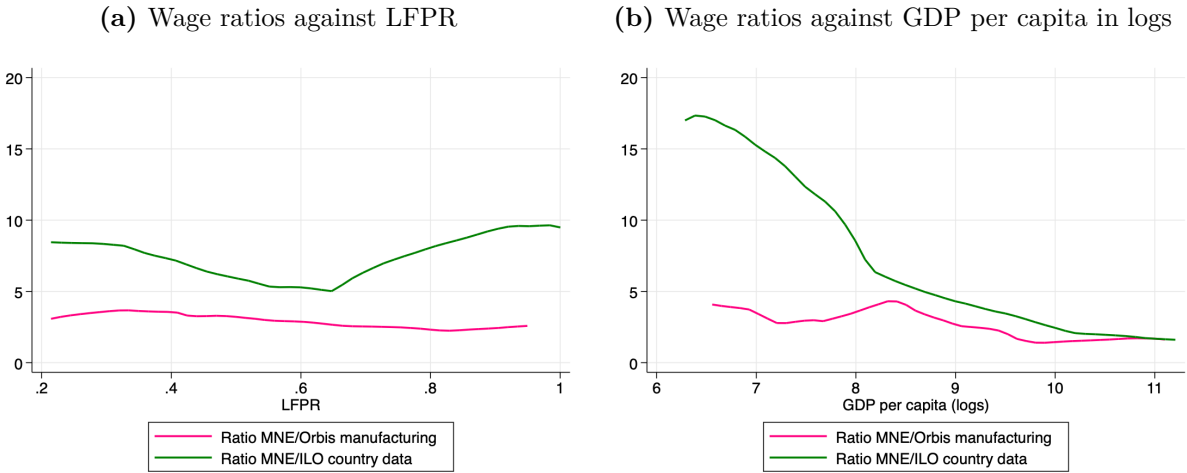 (a) Wage ratios against LFPR
20
15
10
5
0
.2 .4 .6 .8 1
LFPR
Ratio MNE/Orbis manufacturing
Ratio MNE/ILO country data
(b) Wage ratios against GDP per capita in logs
20
15
10
5
0
6 7 8 9 10 11
GDP per capita (logs)
Ratio MNE/Orbis manufacturing
Ratio MNE/ILO country data